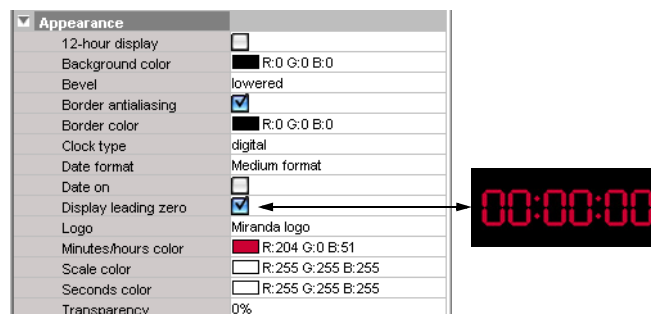 Appearance
12-hour display
Background color R:0 G:0 B:0
Bevel lowered
Border antialiasing
Border color R:0 G:0 B:0
Clock type digital
Date format Medium format
Date on
Display leading zero 00:00:00
Logo Miranda logo
Minutes/hours color R:204 G:0 B:51
Scale color R:255 G:255 B:255
Seconds color R:255 G:255 B:255
Transparency 0%